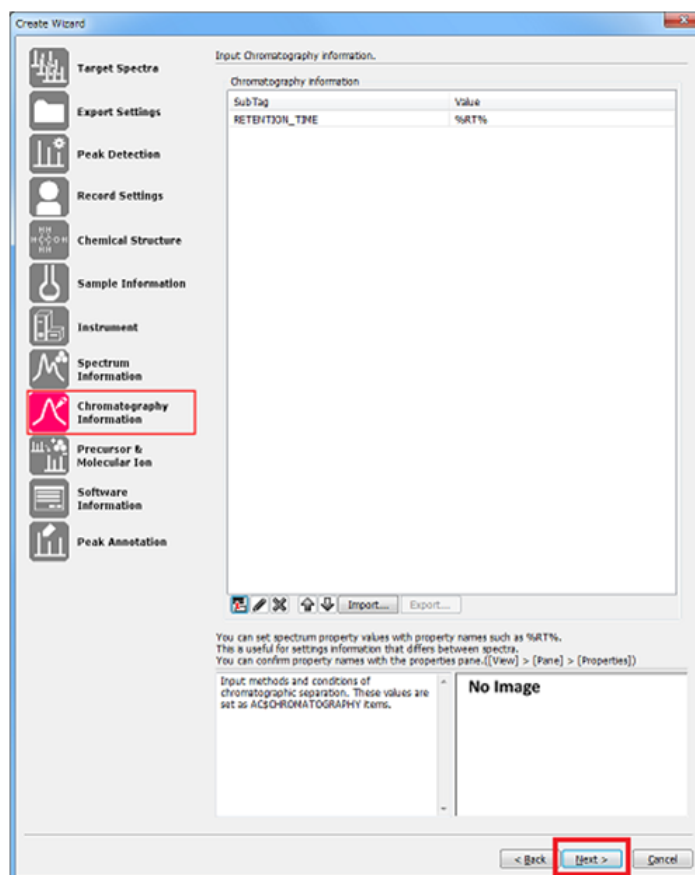 Create Wizard
Target Spectra
Export Settings
Peak Detection
Record Settings
Chemical Structure
Sample Information
Instrument
Spectrum
Information
Chromatography
Information
Precursor &
Molecular Ion
Software
Information
Peak Annotation
Input Chromatography information.
Chromatography information
SubTag Value
RETENTION_TIME %RT%
Import... Export...
You can set spectrum property values with property names such as %RT%.
This is useful for settings information that differs between spectra.
You can confirm property names with the properties pane.([View] > [Pane] > [Properties])
Input methods and conditions of
chromatographic separation. These values are
set as AC$CHROMATOGRAPHY items.
No Image
< Back Next > Cancel